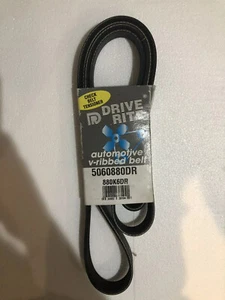 CHECK
BELT
TENSIONER
DRIVE
RITE
automotive
v-ribbed belt
5060880DR
880K6DR